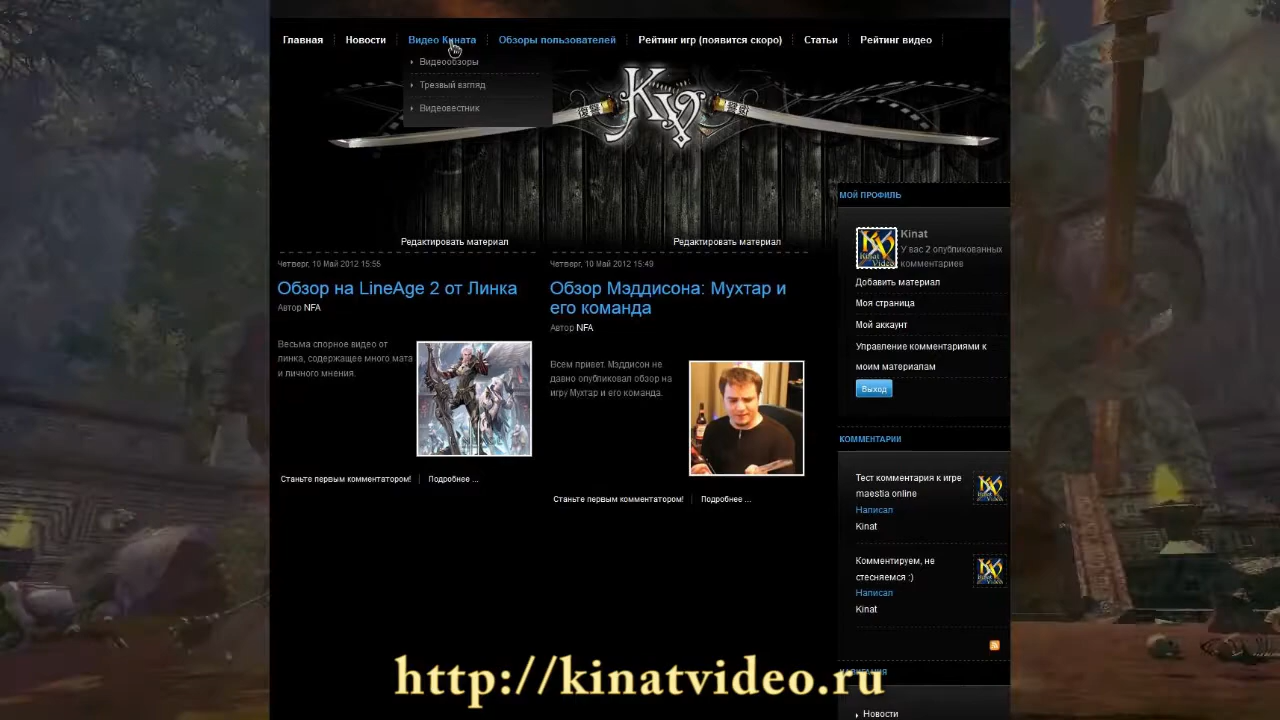 Главная Новости Видео Кината Обзоры пользователей Рейтинг игр (появится скоро) Статьи Рейтинг видео
Видеообзоры
Трезвый взгляд
Видеовестник
KV
Редактировать материал
Четверг, 10 Май 2012 15:55
Обзор на LineAge 2 от Линка
Автор NFA
Весьма спорное видео от
линка, содержащее много мата
и личного мнения.
Станьте первым комментатором! Подробнее ...
Редактировать материал
Четверг, 10 Май 2012 15:49
Обзор Мэддисона: Мухтар и
его команда
Автор NFA
Всем привет. Мэддисон не
давно опубликовал обзор на
игру Мухтар и его команда.
Станьте первым комментатором! Подробнее ...
МОЙ ПРОФИЛЬ
Kinat
У вас 2 опубликованных
комментариев
Добавить материал
Моя страница
Мой аккаунт
Управление комментариями к
моим материалам
Выход
КОММЕНТАРИИ
Тест комментария к игре
maestia online
Написал
Kinat
Комментируем, не
стесняемся :)
Написал
Kinat
НАВИГАЦИЯ
Новости
http://kinatvideo.ru